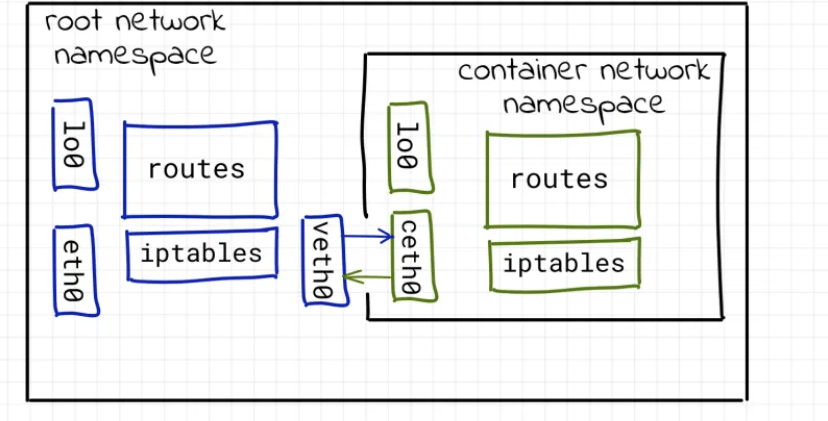 root network
namespace
container network
namespace
lo0
routes
eth0
iptables
veth0
lo0
routes
ceth0
iptables